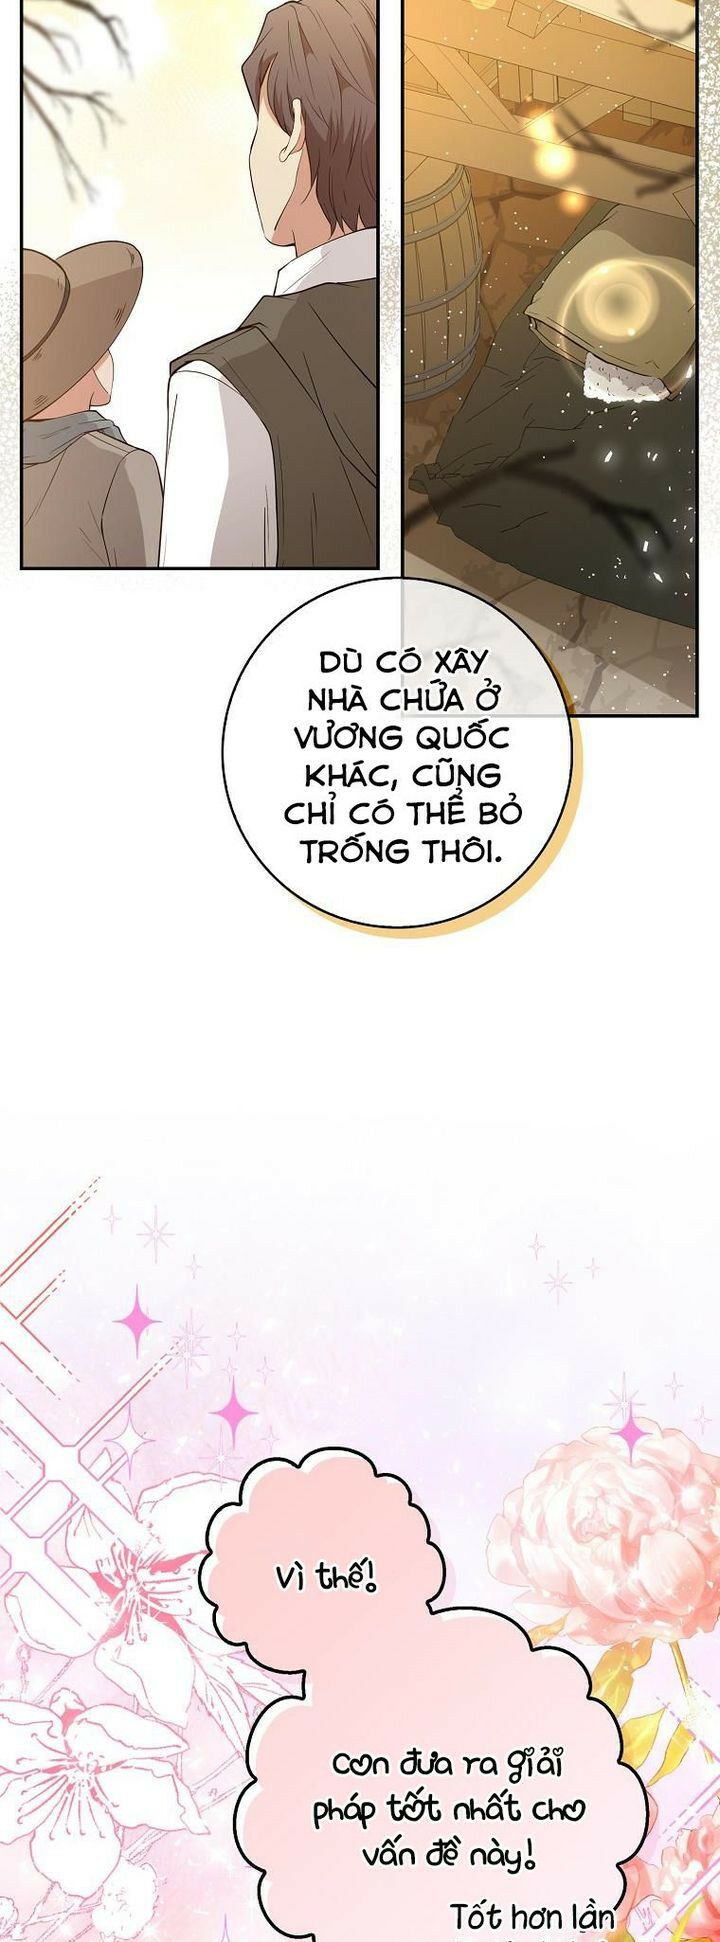 DÙ CÓ XÂY
NHÀ CHỨA Ở
VƯƠNG QUỐC
KHÁC, CŨNG
CHỈ CÓ THỂ BỎ
TRỐNG THÔI.
Vì thế!
Con đưa ra giải
pháp tốt nhất cho
vấn đề này!
Tốt hơn lần